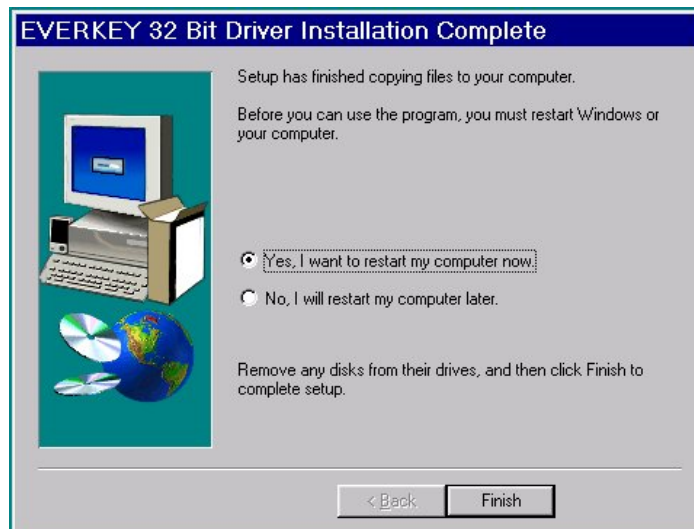 EVERKEY 32 Bit Driver Installation Complete
Setup has finished copying files to your computer.
Before you can use the program, you must restart Windows or
your computer.
Yes, I want to restart my computer now.
No, I will restart my computer later.
Remove any disks from their drives, and then click Finish to
complete setup.
< Back
Finish